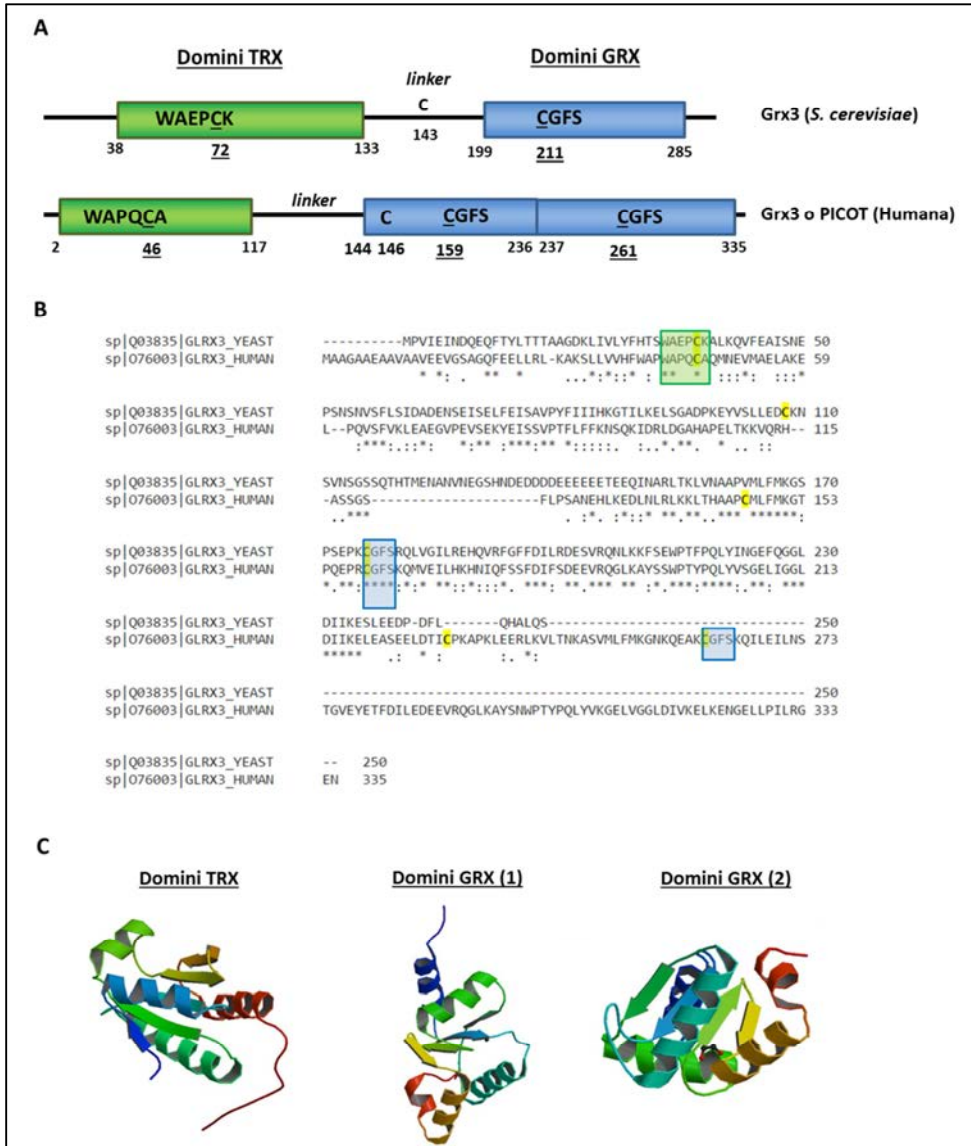 A
Domini TRX
Domini GRX
linker
C
WAEPCK
CGFS
Grx3 (S. cerevisiae)
38
72
133
143
199
211
285
linker
WAPQCA
C
CGFS
CGFS
Grx3 o PICOT (Humana)
2
46
117
144
146
159
236
237
261
335
B
sp|Q03835|GLRX3_YEAST ----------MPVIEINDQEQFTYLTTTAAGDKLIVLYFHTSWAEPCKALKQVFEAISNE 50
sp|O76003|GLRX3_HUMAN MAAGAAEAAVAAVEEVGSAGQFEELLRL-KAKSLLVVHFWAPWAPQCAQMNEVMAELAKE 59
sp|Q03835|GLRX3_YEAST PSNSNVSFLSIDADENSEISELFEISAVPYFIIIHKGTILKELSGADPKEYVSLLEDCKN 110
sp|O76003|GLRX3_HUMAN L--PQVSFVKLEAEGVPEVSEKYEISSVPTFLFFKNSQKIDRLDGAHAPELTKKVQRH-- 115
sp|Q03835|GLRX3_YEAST SVNSGSSQTHTMENANVNEGSHNDEDDDDEEEEEETEEQINARLTKLVNAAPVMLFMKGS 170
sp|O76003|GLRX3_HUMAN -ASSGS----------------FLPSANEHLKEDLNLRLKKLTHAAPCMLFMKGT 153
sp|Q03835|GLRX3_YEAST PSEPKCGFSRQLVGILREHQVRFGFFDILRDESVRQNLKKFSEWPTFPQLYINGEFQGGL 230
sp|O76003|GLRX3_HUMAN PQEPRCGFSKQMVEILHKHNIQFSSFDIFSDEEVRQGLKAYSSWPTYPQLYVSGELIGGL 213
sp|Q03835|GLRX3_YEAST DIIKESLEEDP-DFL-------QHALQS-------------------------------- 250
sp|O76003|GLRX3_HUMAN DIIKELEASEELDTICPKAPKLEERLKVLTNKASVMLFMKGNKQEAKCGFSKQILEILNS 273
sp|Q03835|GLRX3_YEAST ------------------------------------------------------------ 250
sp|O76003|GLRX3_HUMAN TGVEYETFDILEDEEVRQGLKAYSNWPTYPQLYVKGELVGGLDIVKELKENGELLPILRG 333
sp|Q03835|GLRX3_YEAST -- 250
sp|O76003|GLRX3_HUMAN EN 335
C
Domini TRX
Domini GRX (1)
Domini GRX (2)